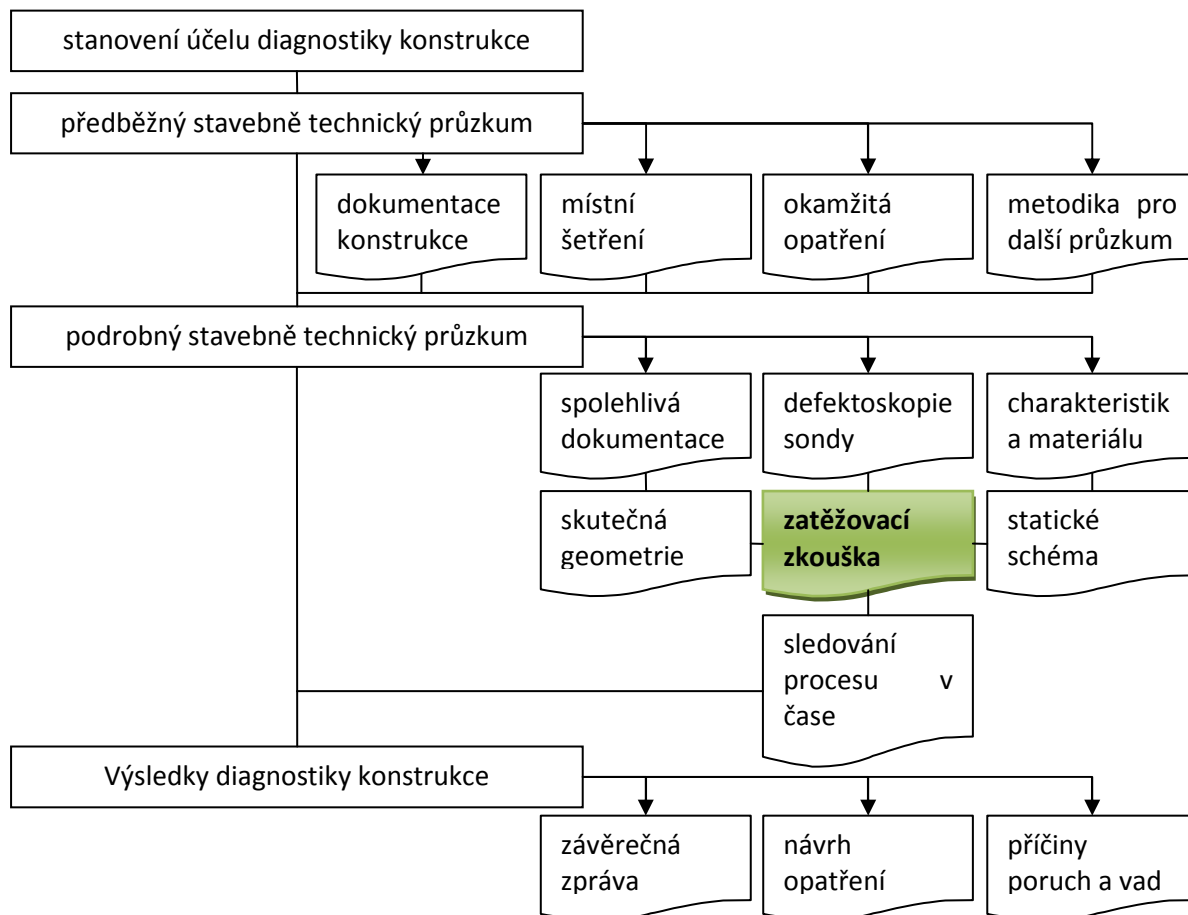 stanovení účelu diagnostiky konstrukce
předběžný stavebně technický průzkum
dokumentace
konstrukce
místní
šetření
okamžitá
opatření
metodika pro
další průzkum
podrobný stavebně technický průzkum
spolehlivá
dokumentace
defektoskopie
sondy
charakteristik
a materiálu
skutečná
geometrie
zatěžovací
zkouška
statické
schéma
sledování
procesu v
čase
Výsledky diagnostiky konstrukce
závěrečná
zpráva
návrh
opatření
příčiny
poruch a vad